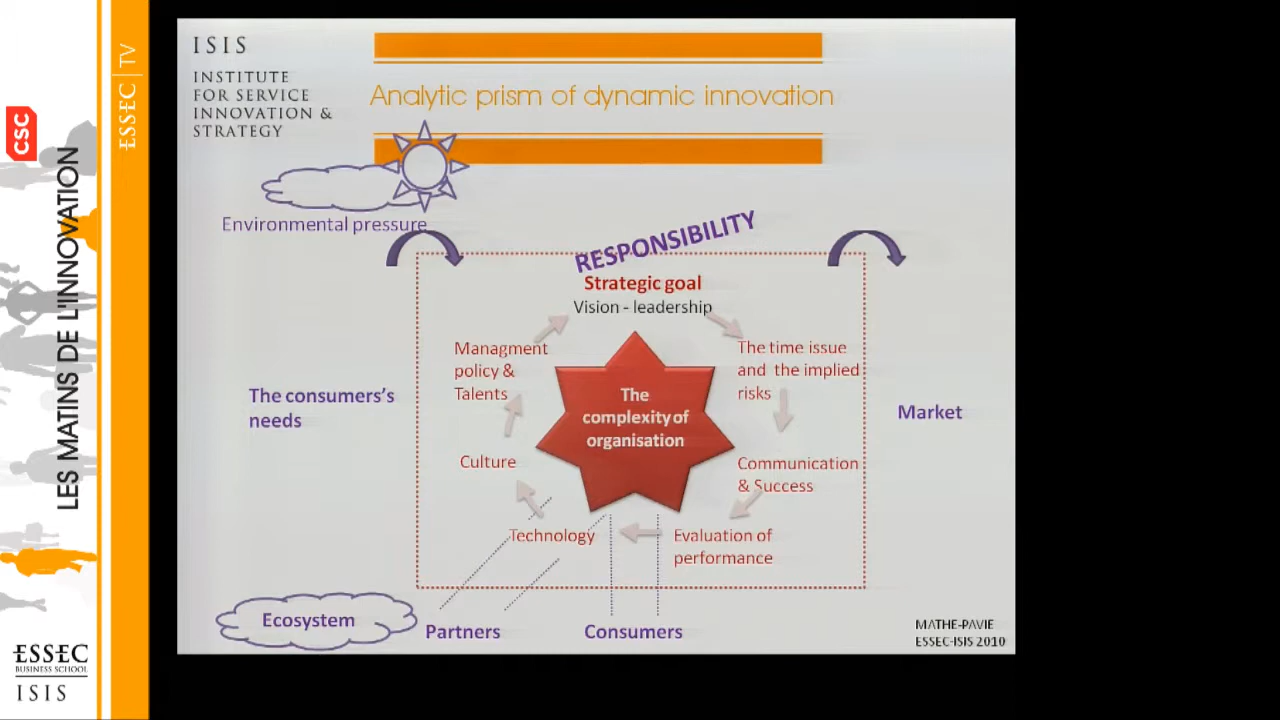 CSC
LES MATINS DE L'INNOVATION
ESSEC
BUSINESS SCHOOL
ISIS
ESSEC | TV
ISIS
INSTITUTE
FOR SERVICE
INNOVATION &
STRATEGY
Analytic prism of dynamic innovation
Environmental pressure
RESPONSIBILITY
Strategic goal
Vision - leadership
The time issue
and the implied
risks
Communication
& Success
Evaluation of
performance
Technology
Culture
Managment
policy &
Talents
The
complexity of
organisation
The consumers's
needs
Market
Ecosystem
Partners
Consumers
MATHE-PAVIE
ESSEC-ISIS 2010